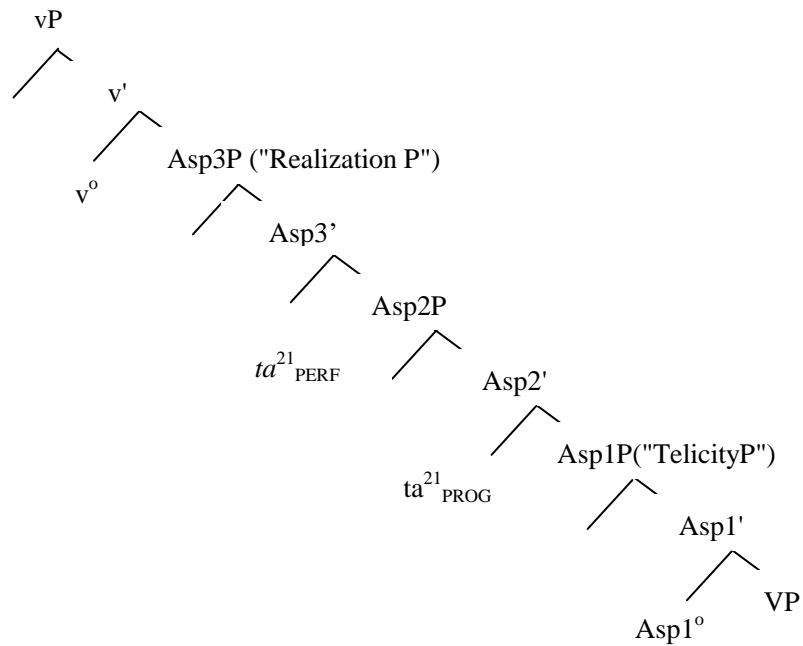 vP
v'
Asp3P ("Realization P")
vᵒ
Asp3’
Asp2P
ta²¹PERF
Asp2'
Asp1P("TelicityP")
ta²¹PROG
Asp1'
VP
Asp1ᵒ